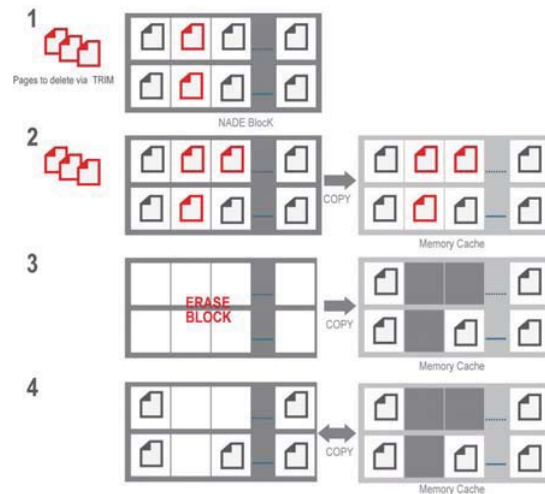 1
Pages to delete via TRIM
NADE BlocK
2
COPY
Memory Cache
3
ERASE
BLOCK
COPY
Memory Cache
4
COPY
Memory Cache